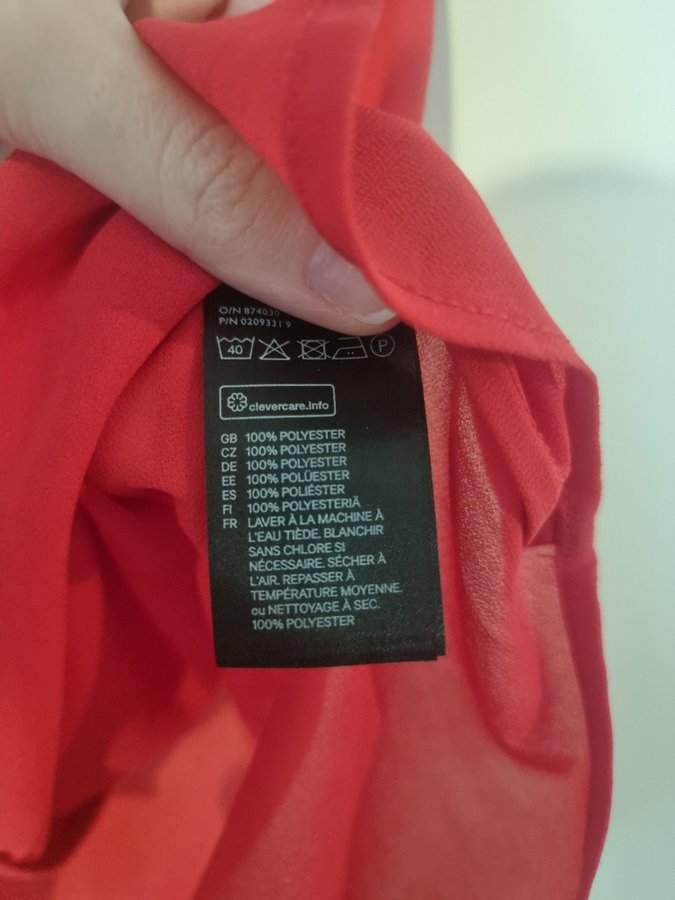 O/N 874030
P/N 0209331 9
40 P
clevercare.info
GB 100% POLYESTER
CZ 100% POLYESTER
DE 100% POLYESTER
EE 100% POLÜESTER
ES 100% POLIÉSTER
FI 100% POLYESTERIÄ
FR LAVER À LA MACHINE À
L'EAU TIÈDE. BLANCHIR
SANS CHLORE SI
NÉCESSAIRE. SÉCHER À
L'AIR. REPASSER À
TEMPÉRATURE MOYENNE.
ou NETTOYAGE À SEC.
100% POLYESTER